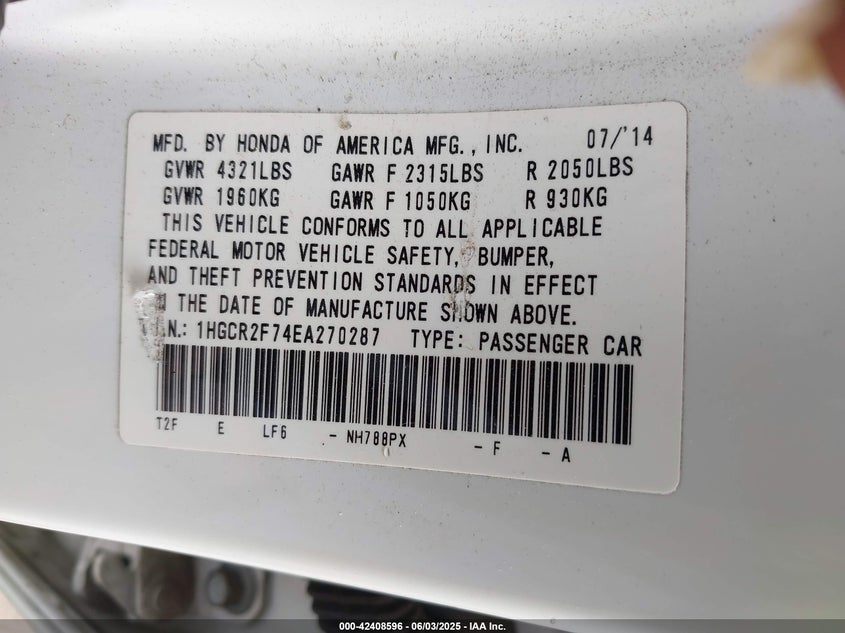 MFD. BY HONDA OF AMERICA MFG., INC. 07/'14
GVWR 4321LBS GAWR F 2315LBS R 2050LBS
GVWR 1960KG GAWR F 1050KG R 930KG
THIS VEHICLE CONFORMS TO ALL APPLICABLE
FEDERAL MOTOR VEHICLE SAFETY, BUMPER,
AND THEFT PREVENTION STANDARDS IN EFFECT
THE DATE OF MANUFACTURE SHOWN ABOVE.
.N.: 1HGCR2F74EA270287 TYPE: PASSENGER CAR
T2F E LF6 - NH788PX - F - A
000-42408596 - 06/03/2025 - IAA Inc.